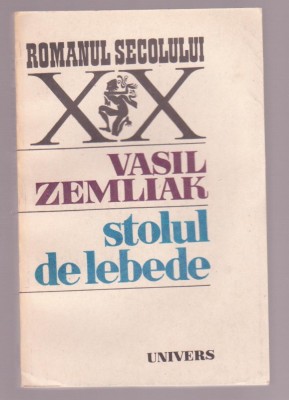 ROMANUL SECOLULUI
XX
VASIL
ZEMLIAK
stolul
de lebede
UNIVERS